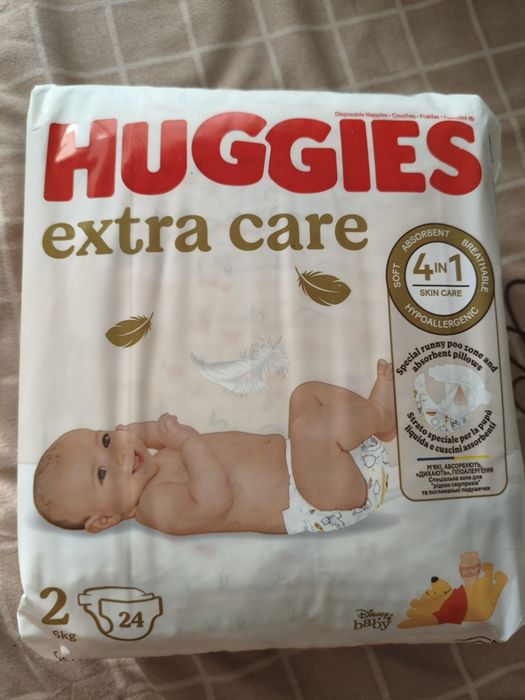 Disposable Nappies • Couches • Fraldas •
HUGGIES
extra care
SOFT ABSORBENT BREATHABLE HYPOALLERGENIC
4 IN 1
SKIN CARE
Special runny poo zone and
absorbent pillows
Strato speciale per la pupù
liquida e cuscini assorbenti
М'ЯКІ, АБСОРБУЮТЬ,
«ДИХАЮТЬ», ГІПОАЛЕРГЕННІ
Спеціальна зона для
"рідких сюрпризів"
та поглинальні подушечки
2
6kg
24
Disney
baby